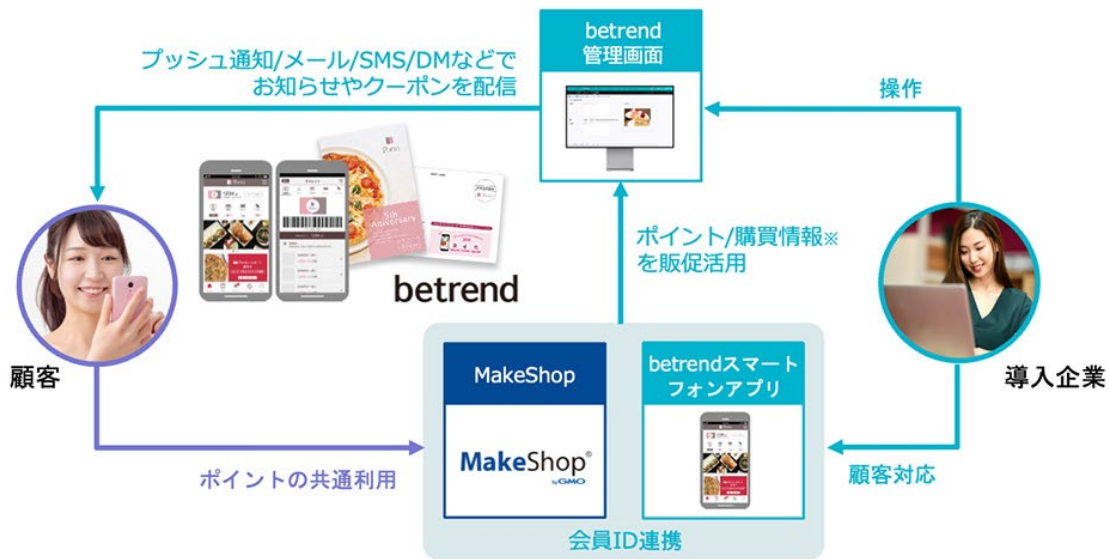 betrend
管理画面
プッシュ通知/メール/SMS/DMなどで
お知らせやクーポンを配信
操作
5th
Anniversary
ポイント/購買情報※
を販促活用
betrend
顧客
導入企業
MakeShop
betrendスマート
フォンアプリ
MakeShop®
byGMO
ポイントの共通利用
顧客対応
会員ID連携